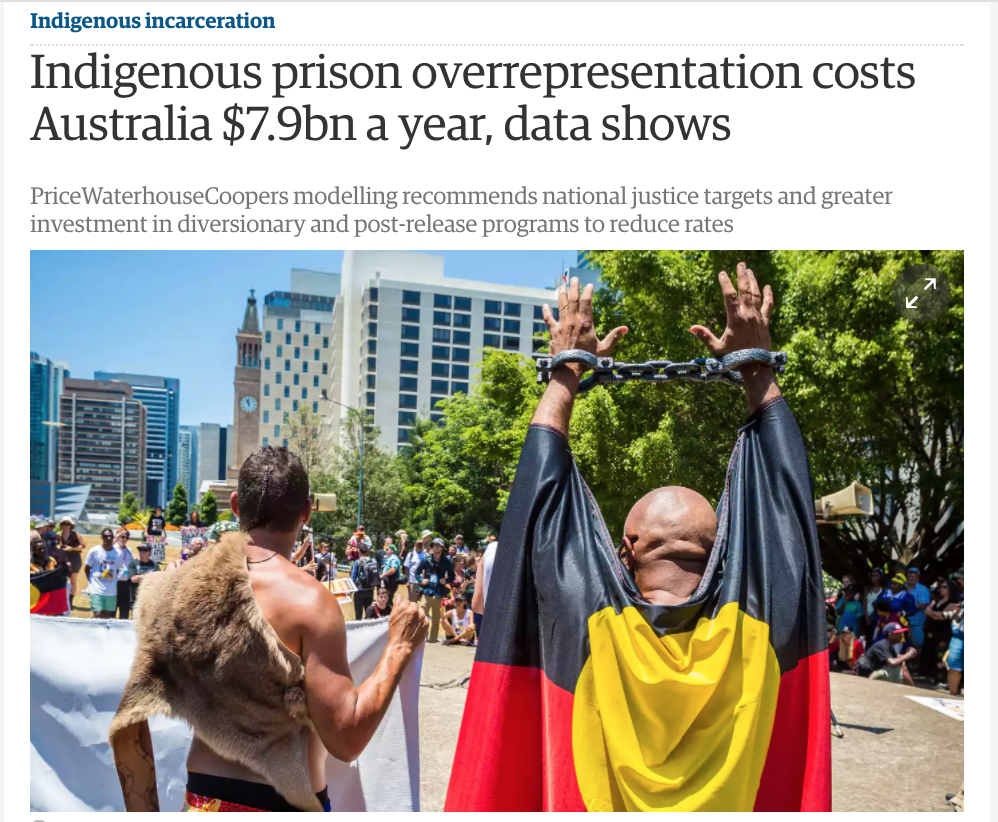 Indigenous incarceration
Indigenous prison overrepresentation costs
Australia $7.9bn a year, data shows
PriceWaterhouseCoopers modelling recommends national justice targets and greater
investment in diversionary and post-release programs to reduce rates